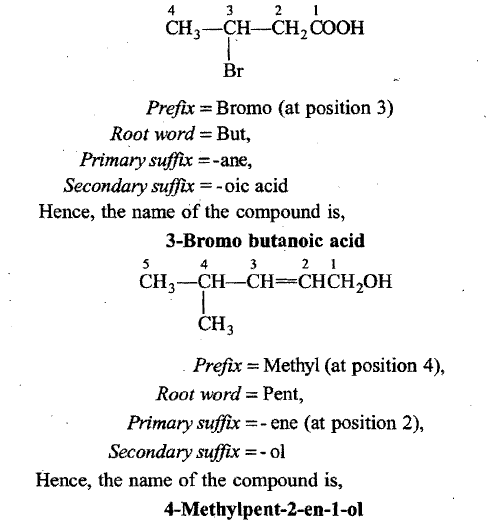 4 3 2 1
CH3—CH—CH2COOH
Br
Prefix = Bromo (at position 3)
Root word = But,
Primary suffix = -ane,
Secondary suffix = - oic acid
Hence, the name of the compound is,
3-Bromo butanoic acid
5 4 3 2 1
CH3—CH—CH═CHCH2OH
CH3
Prefix = Methyl (at position 4),
Root word = Pent,
Primary suffix = - ene (at position 2),
Secondary suffix = - ol
Hence, the name of the compound is,
4-Methylpent-2-en-1-ol